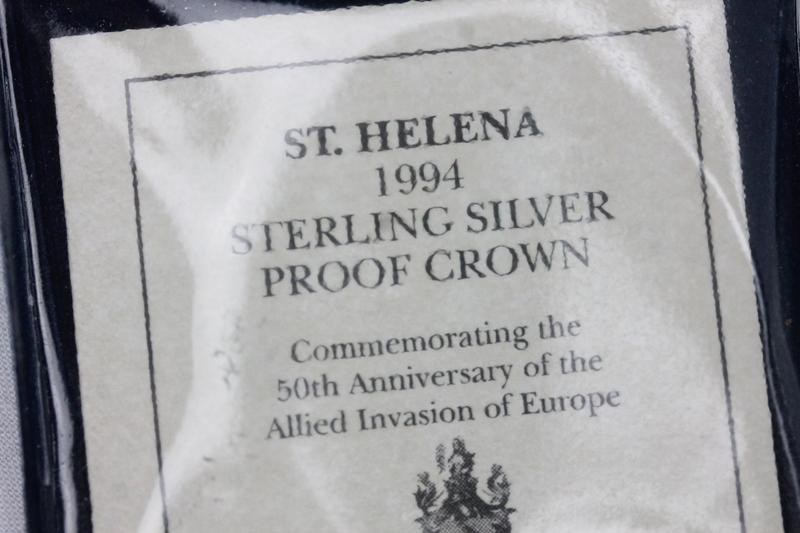 ST. HELENA
1994
STERLING SILVER
PROOF CROWN
Commemorating the
50th Anniversary of the
Allied Invasion of Europe